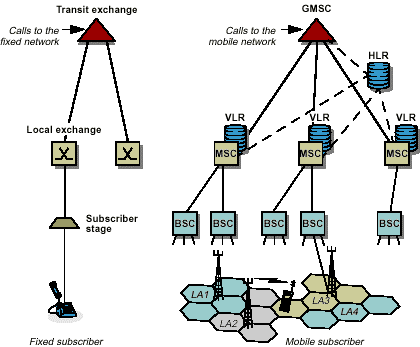 Transit exchange
Calls to the
fixed network
Local exchange
Subscriber
stage
Fixed subscriber
GMSC
Calls to the
mobile network
HLR
VLR
VLR
VLR
MSC
MSC
MSC
BSC
BSC
BSC
BSC
BSC
LA1
LA2
LA3
LA4
Mobile subscriber